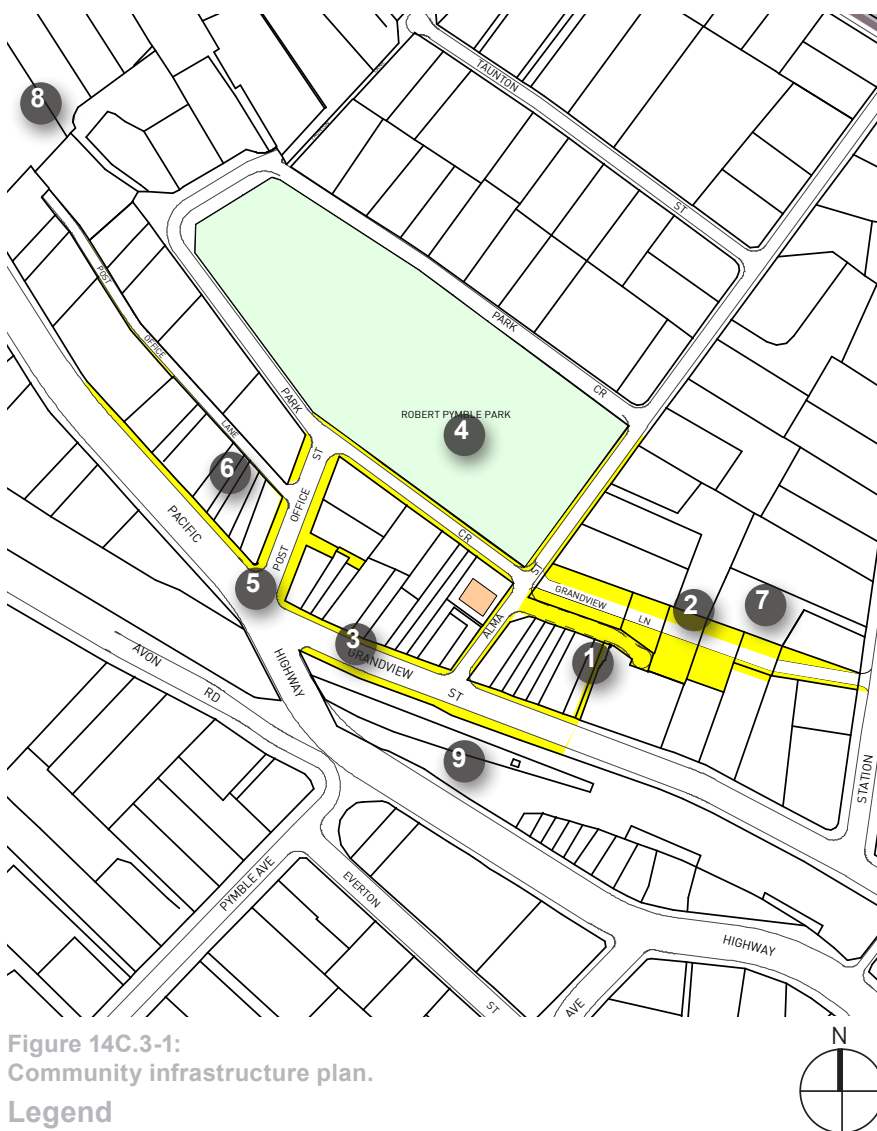 8
TAUNTON
ST
POST
OFFICE
LANE
PARK
CR
PARK
ROBERT PYMBLE PARK
4
6
ST
OFFICE
POST
CR
PACIFIC
5
ST
ALMA
GRANDVIEW
LN
2
7
3
GRANDVIEW
ST
1
AVON
RD
HIGHWAY
9
STATION
PYMBLE AVE
EVERTON
ST
AVE
HIGHWAY
N
Figure 14C.3-1:
Community infrastructure plan.
Legend